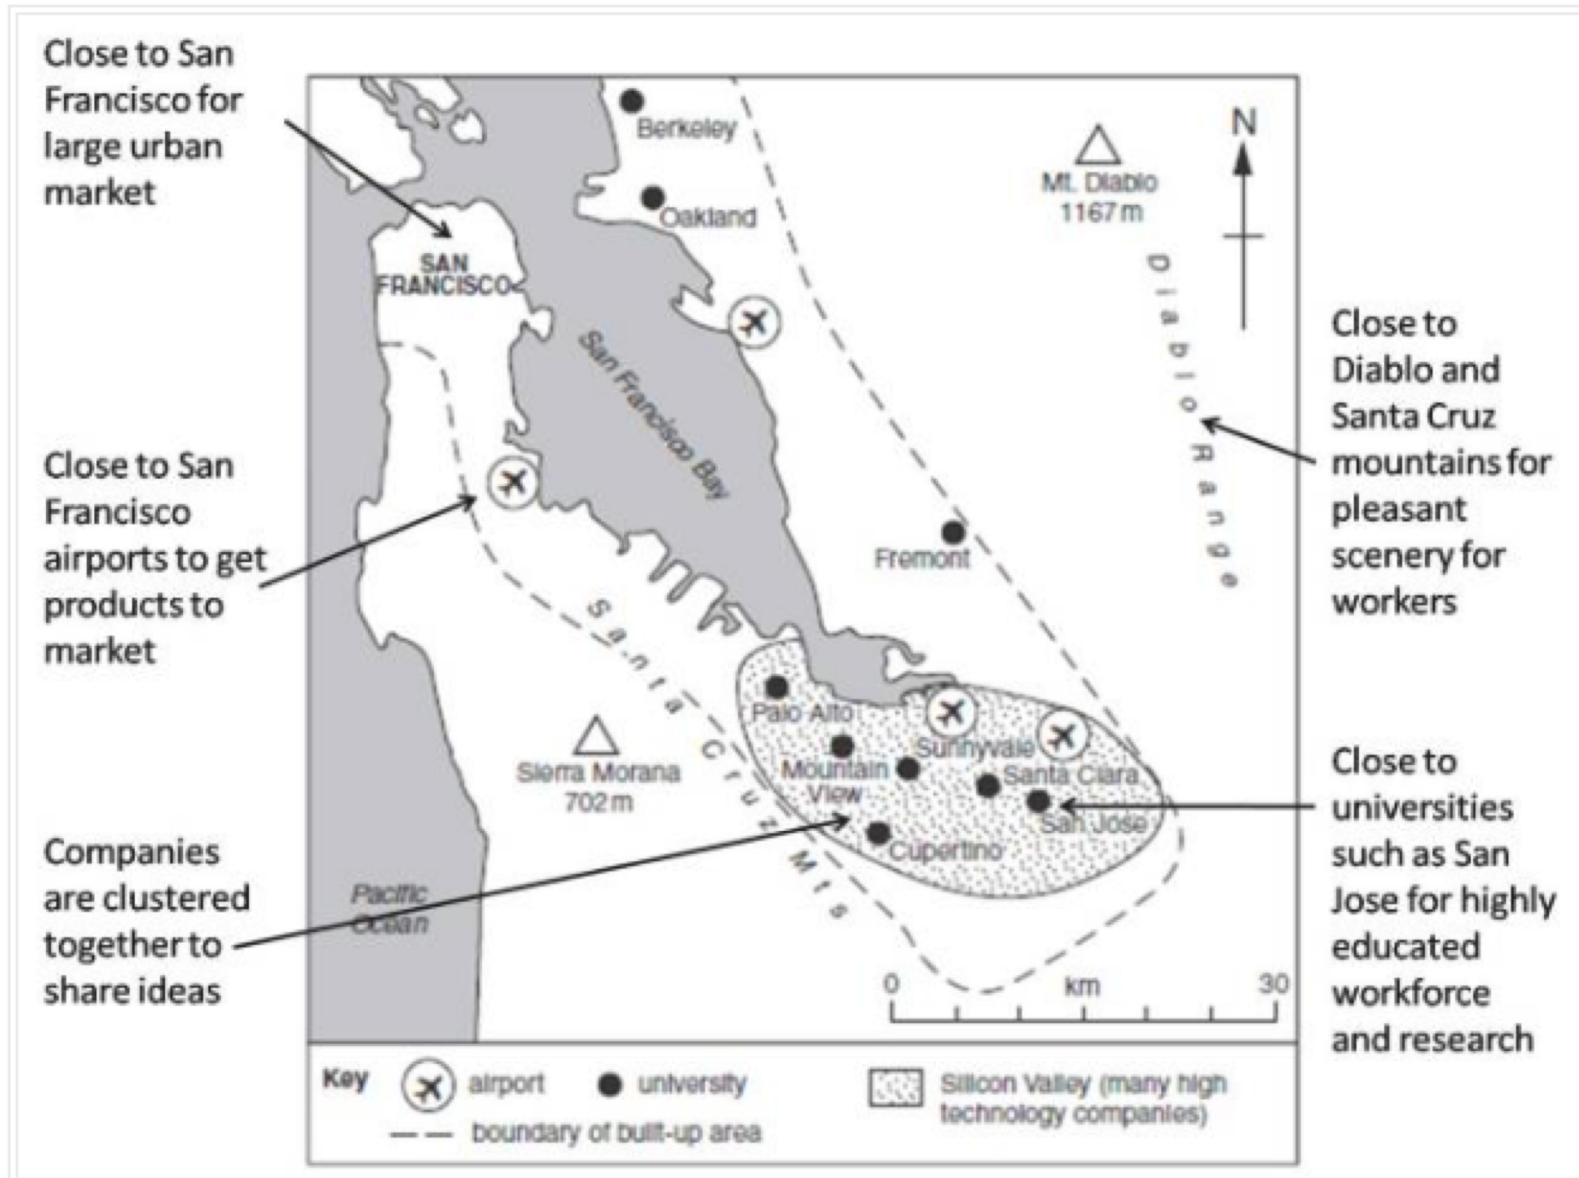 Close to San
Francisco for
large urban
market
Close to San
Francisco
airports to get
products to
market
Companies
are clustered
together to
share ideas
Berkeley
Oakland
SAN
FRANCISCO
San Francisco Bay
Mt. Diablo
1167 m
N
Diablo Range
Fremont
Santa Cruz Mts
Sierra Morana
702 m
Palo Alto
Mountain
View
Sunnyvale
Santa Clara
San Jose
Cupertino
Pacific
Ocean
0 km 30
Close to
Diablo and
Santa Cruz
mountains for
pleasant
scenery for
workers
Close to
universities
such as San
Jose for highly
educated
workforce
and research
Key airport university Silicon Valley (many high
technology companies)
boundary of built-up area